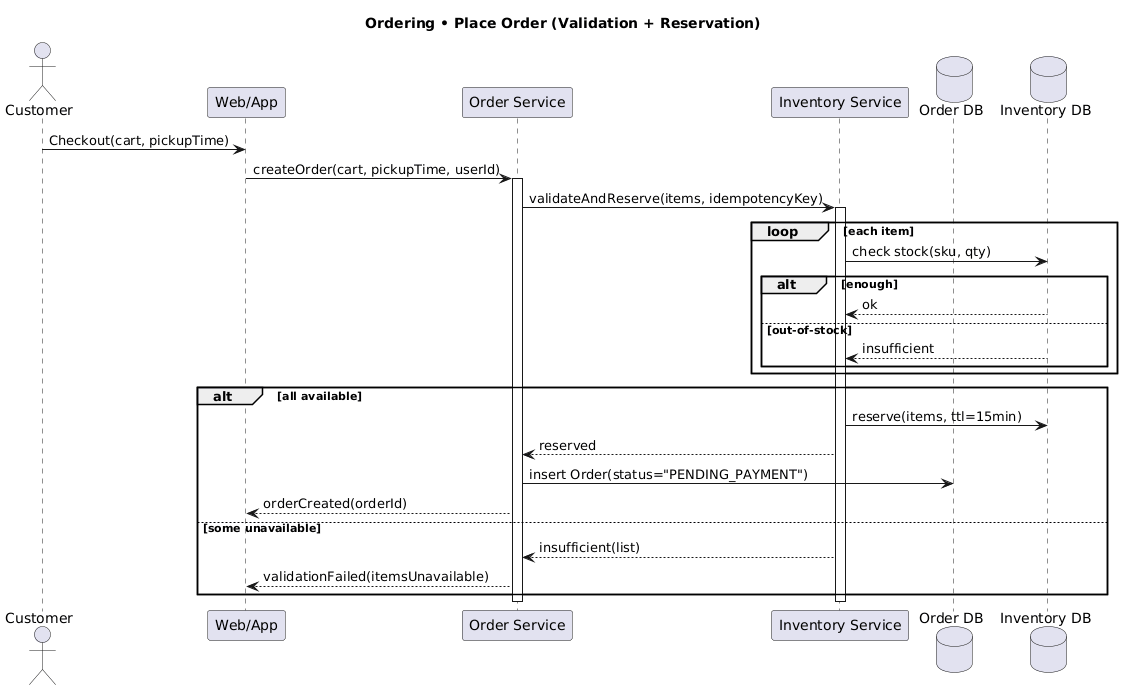 Ordering • Place Order (Validation + Reservation)
Customer
Web/App
Order Service
Inventory Service
Order DB
Inventory DB
Checkout(cart, pickupTime)
createOrder(cart, pickupTime, userId)
validateAndReserve(items, idempotencyKey)
loop [each item]
check stock(sku, qty)
alt [enough]
ok
[out-of-stock]
insufficient
alt [all available]
reserve(items, ttl=15min)
reserved
insert Order(status="PENDING_PAYMENT")
orderCreated(orderId)
[some unavailable]
insufficient(list)
validationFailed(itemsUnavailable)
Customer
Web/App
Order Service
Inventory Service
Order DB
Inventory DB